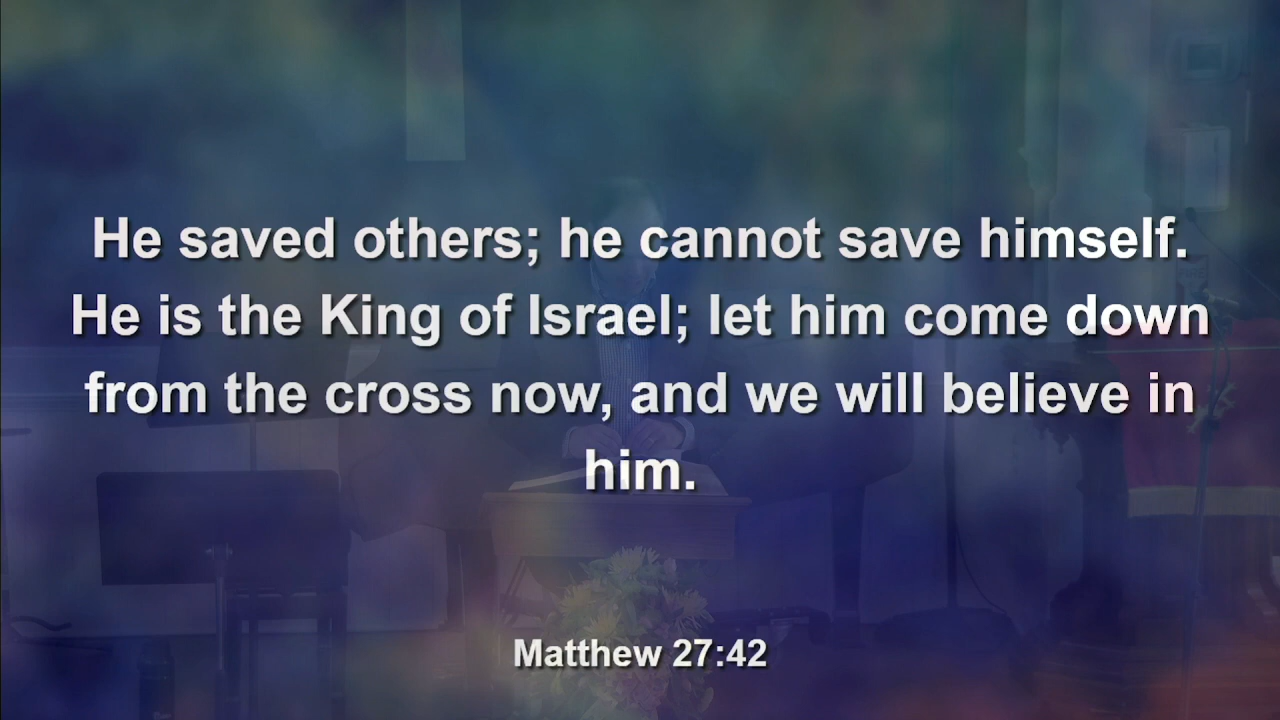 He saved others; he cannot save himself.
He is the King of Israel; let him come down
from the cross now, and we will believe in
him.
Matthew 27:42